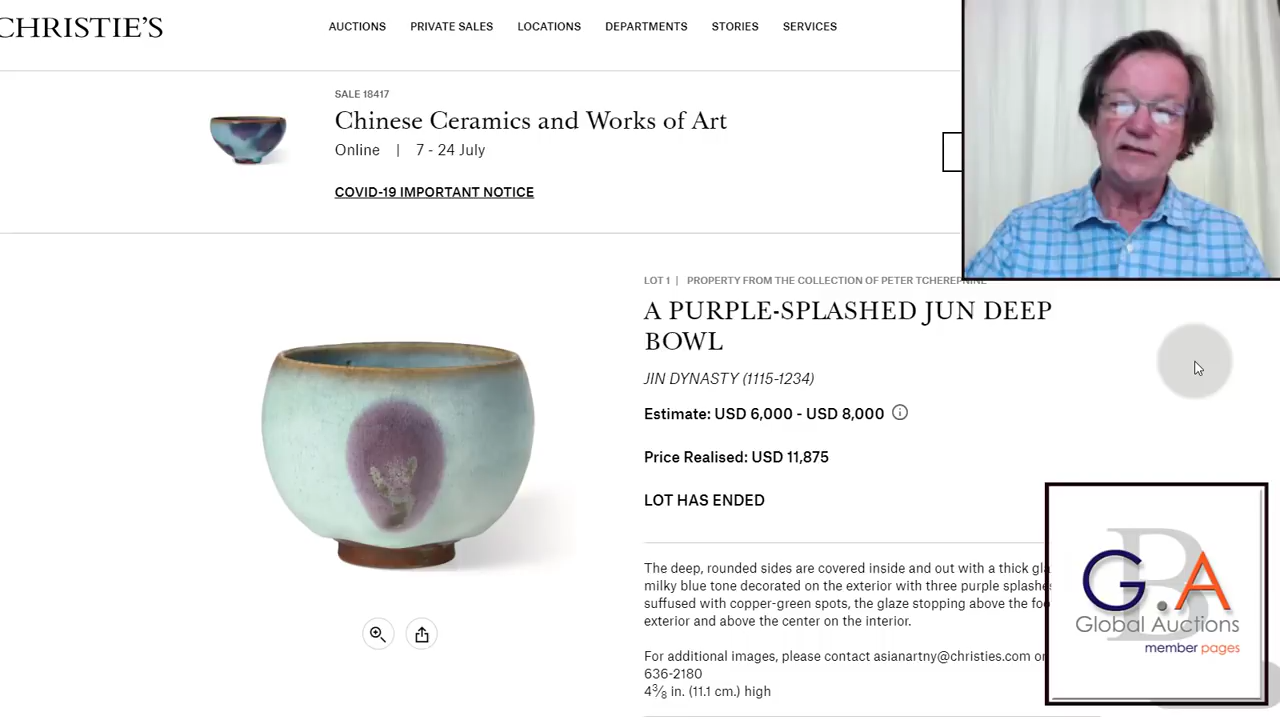 CHRISTIE'S
AUCTIONS PRIVATE SALES LOCATIONS DEPARTMENTS STORIES SERVICES
SALE 18417
Chinese Ceramics and Works of Art
Online | 7 - 24 July
COVID-19 IMPORTANT NOTICE
LOT 1 | PROPERTY FROM THE COLLECTION OF PETER TCHEREPNINE
A PURPLE-SPLASHED JUN DEEP
BOWL
JIN DYNASTY (1115-1234)
Estimate: USD 6,000 - USD 8,000
Price Realised: USD 11,875
LOT HAS ENDED
The deep, rounded sides are covered inside and out with a thick
milky blue tone decorated on the exterior with three purple splashes
suffused with copper-green spots, the glaze stopping above the
exterior and above the center on the interior.
For additional images, please contact asianartny@christies.com or
636-2180
4⅜ in. (11.1 cm.) high
B
G.A
Global Auctions
member pages